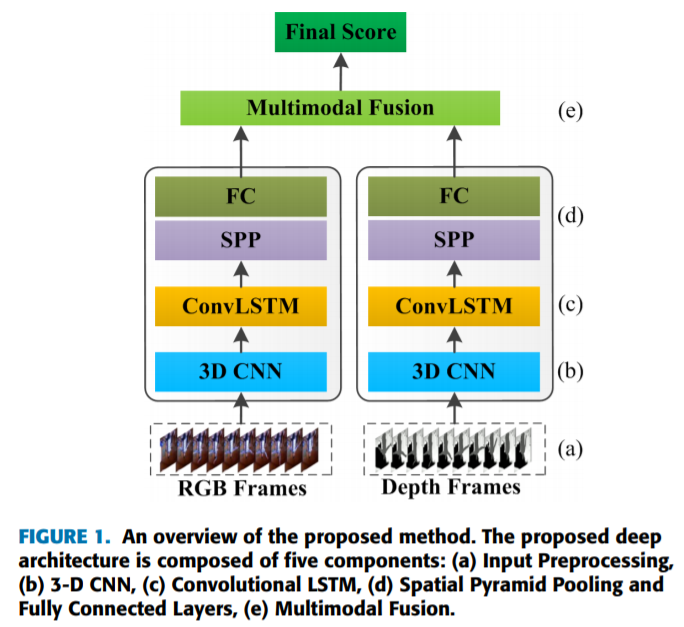 Final Score
Multimodal Fusion
(e)
FC
FC
(d)
SPP
SPP
ConvLSTM
ConvLSTM
(c)
3D CNN
3D CNN
(b)
(a)
RGB Frames
Depth Frames
FIGURE 1. An overview of the proposed method. The proposed deep
architecture is composed of five components: (a) Input Preprocessing,
(b) 3-D CNN, (c) Convolutional LSTM, (d) Spatial Pyramid Pooling and
Fully Connected Layers, (e) Multimodal Fusion.